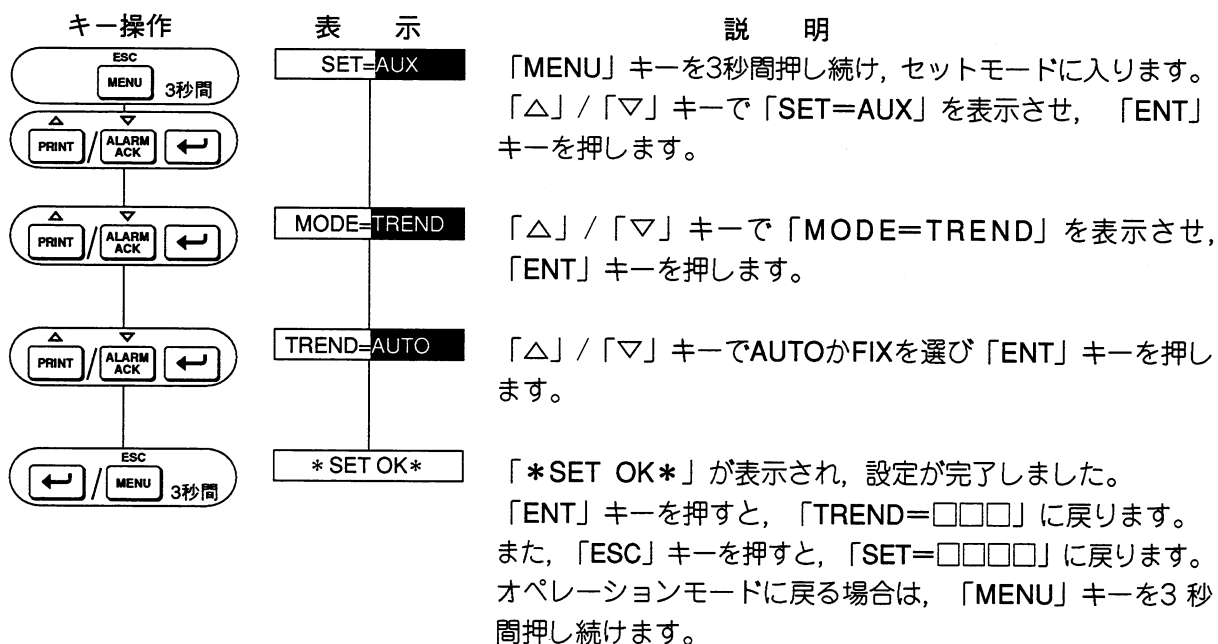 キー操作 表 示 説 明
ESC
MENU 3秒間
SET=AUX
「MENU」キーを3秒間押し続け，セットモードに入ります。
「△」/「▽」キーで「SET＝AUX」を表示させ，「ENT」
キーを押します。
△ ▽
PRINT / ALARM ACK ↵
△ ▽
PRINT / ALARM ACK ↵
MODE=TREND
「△」/「▽」キーで「MODE＝TREND」を表示させ，
「ENT」キーを押します。
△ ▽
PRINT / ALARM ACK ↵
TREND=AUTO
「△」/「▽」キーでAUTOかFIXを選び「ENT」キーを押し
ます。
ESC
↵ / MENU 3秒間
＊SET OK＊
「＊SET OK＊」が表示され，設定が完了しました。
「ENT」キーを押すと，「TREND＝□□□」に戻ります。
また，「ESC」キーを押すと，「SET＝□□□□」に戻ります。
オペレーションモードに戻る場合は，「MENU」キーを3 秒
間押し続けます。